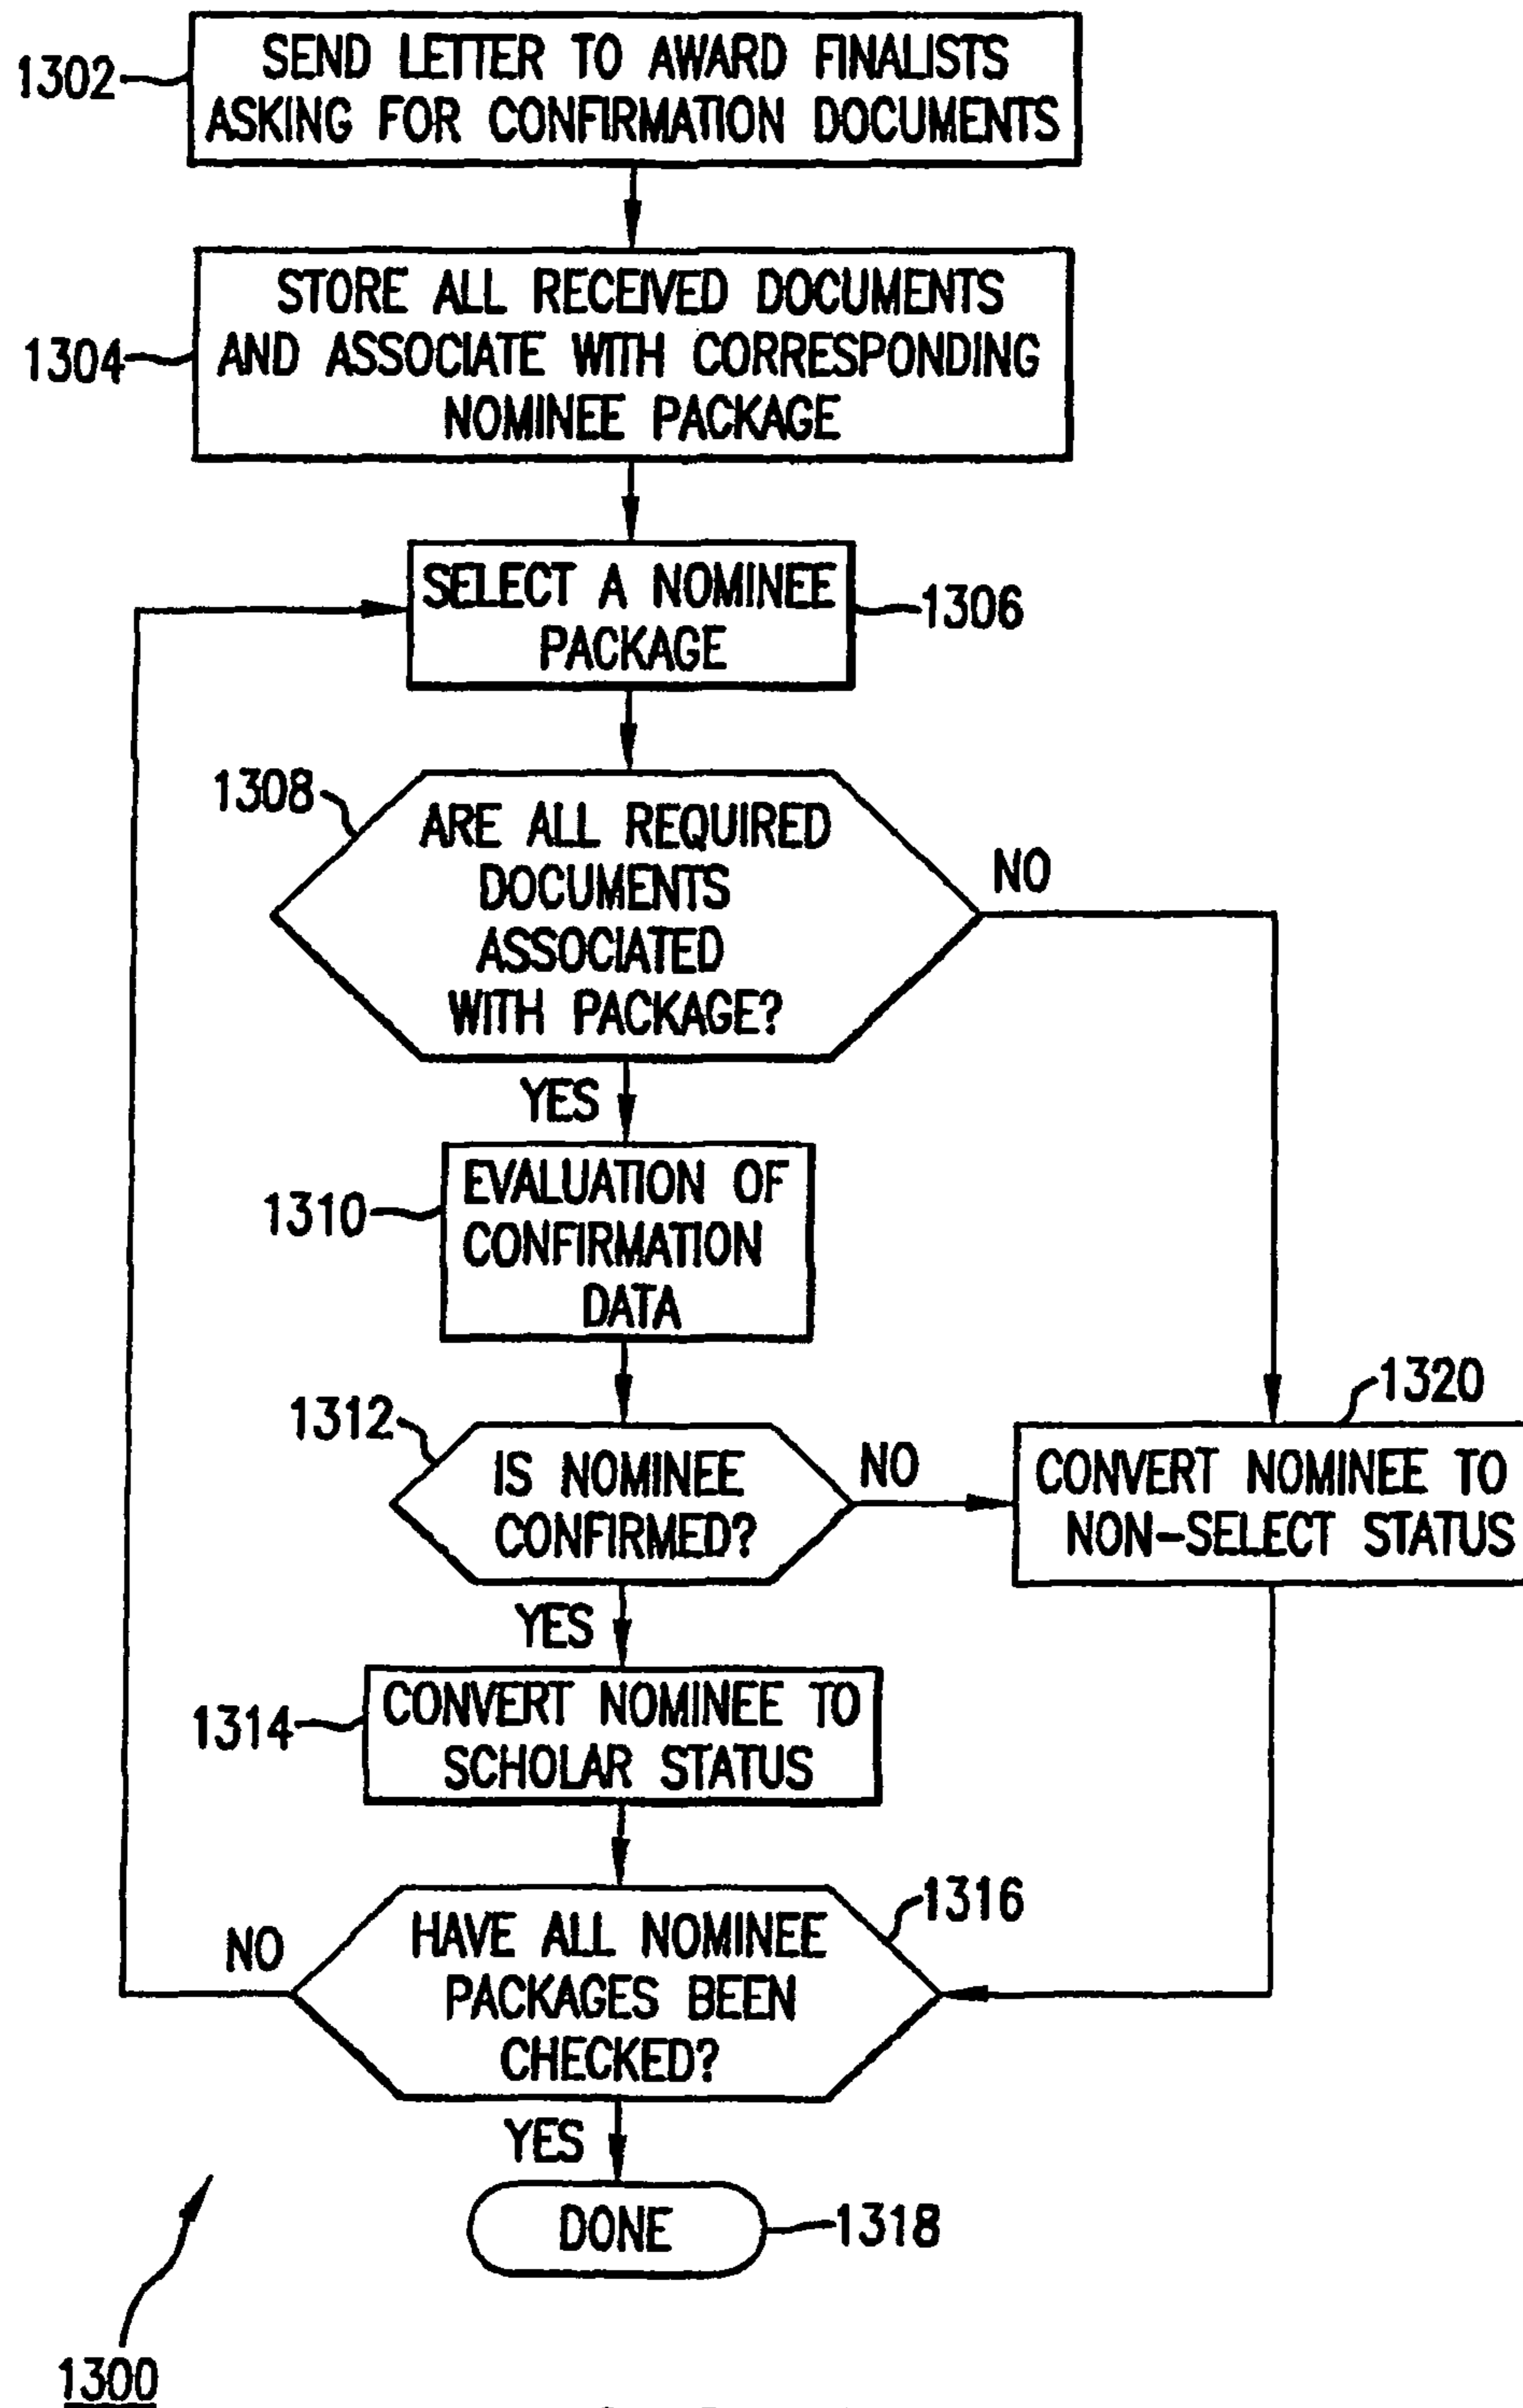 1302
SEND LETTER TO AWARD FINALISTS
ASKING FOR CONFIRMATION DOCUMENTS
1304
STORE ALL RECEIVED DOCUMENTS
AND ASSOCIATE WITH CORRESPONDING
NOMINEE PACKAGE
SELECT A NOMINEE
PACKAGE
1306
1308
ARE ALL REQUIRED
DOCUMENTS
ASSOCIATED
WITH PACKAGE?
NO
YES
1310
EVALUATION OF
CONFIRMATION
DATA
1312
IS NOMINEE
CONFIRMED?
NO
1320
CONVERT NOMINEE TO
NON-SELECT STATUS
YES
1314
CONVERT NOMINEE TO
SCHOLAR STATUS
1316
NO
HAVE ALL NOMINEE
PACKAGES BEEN
CHECKED?
YES
DONE
1318
1300